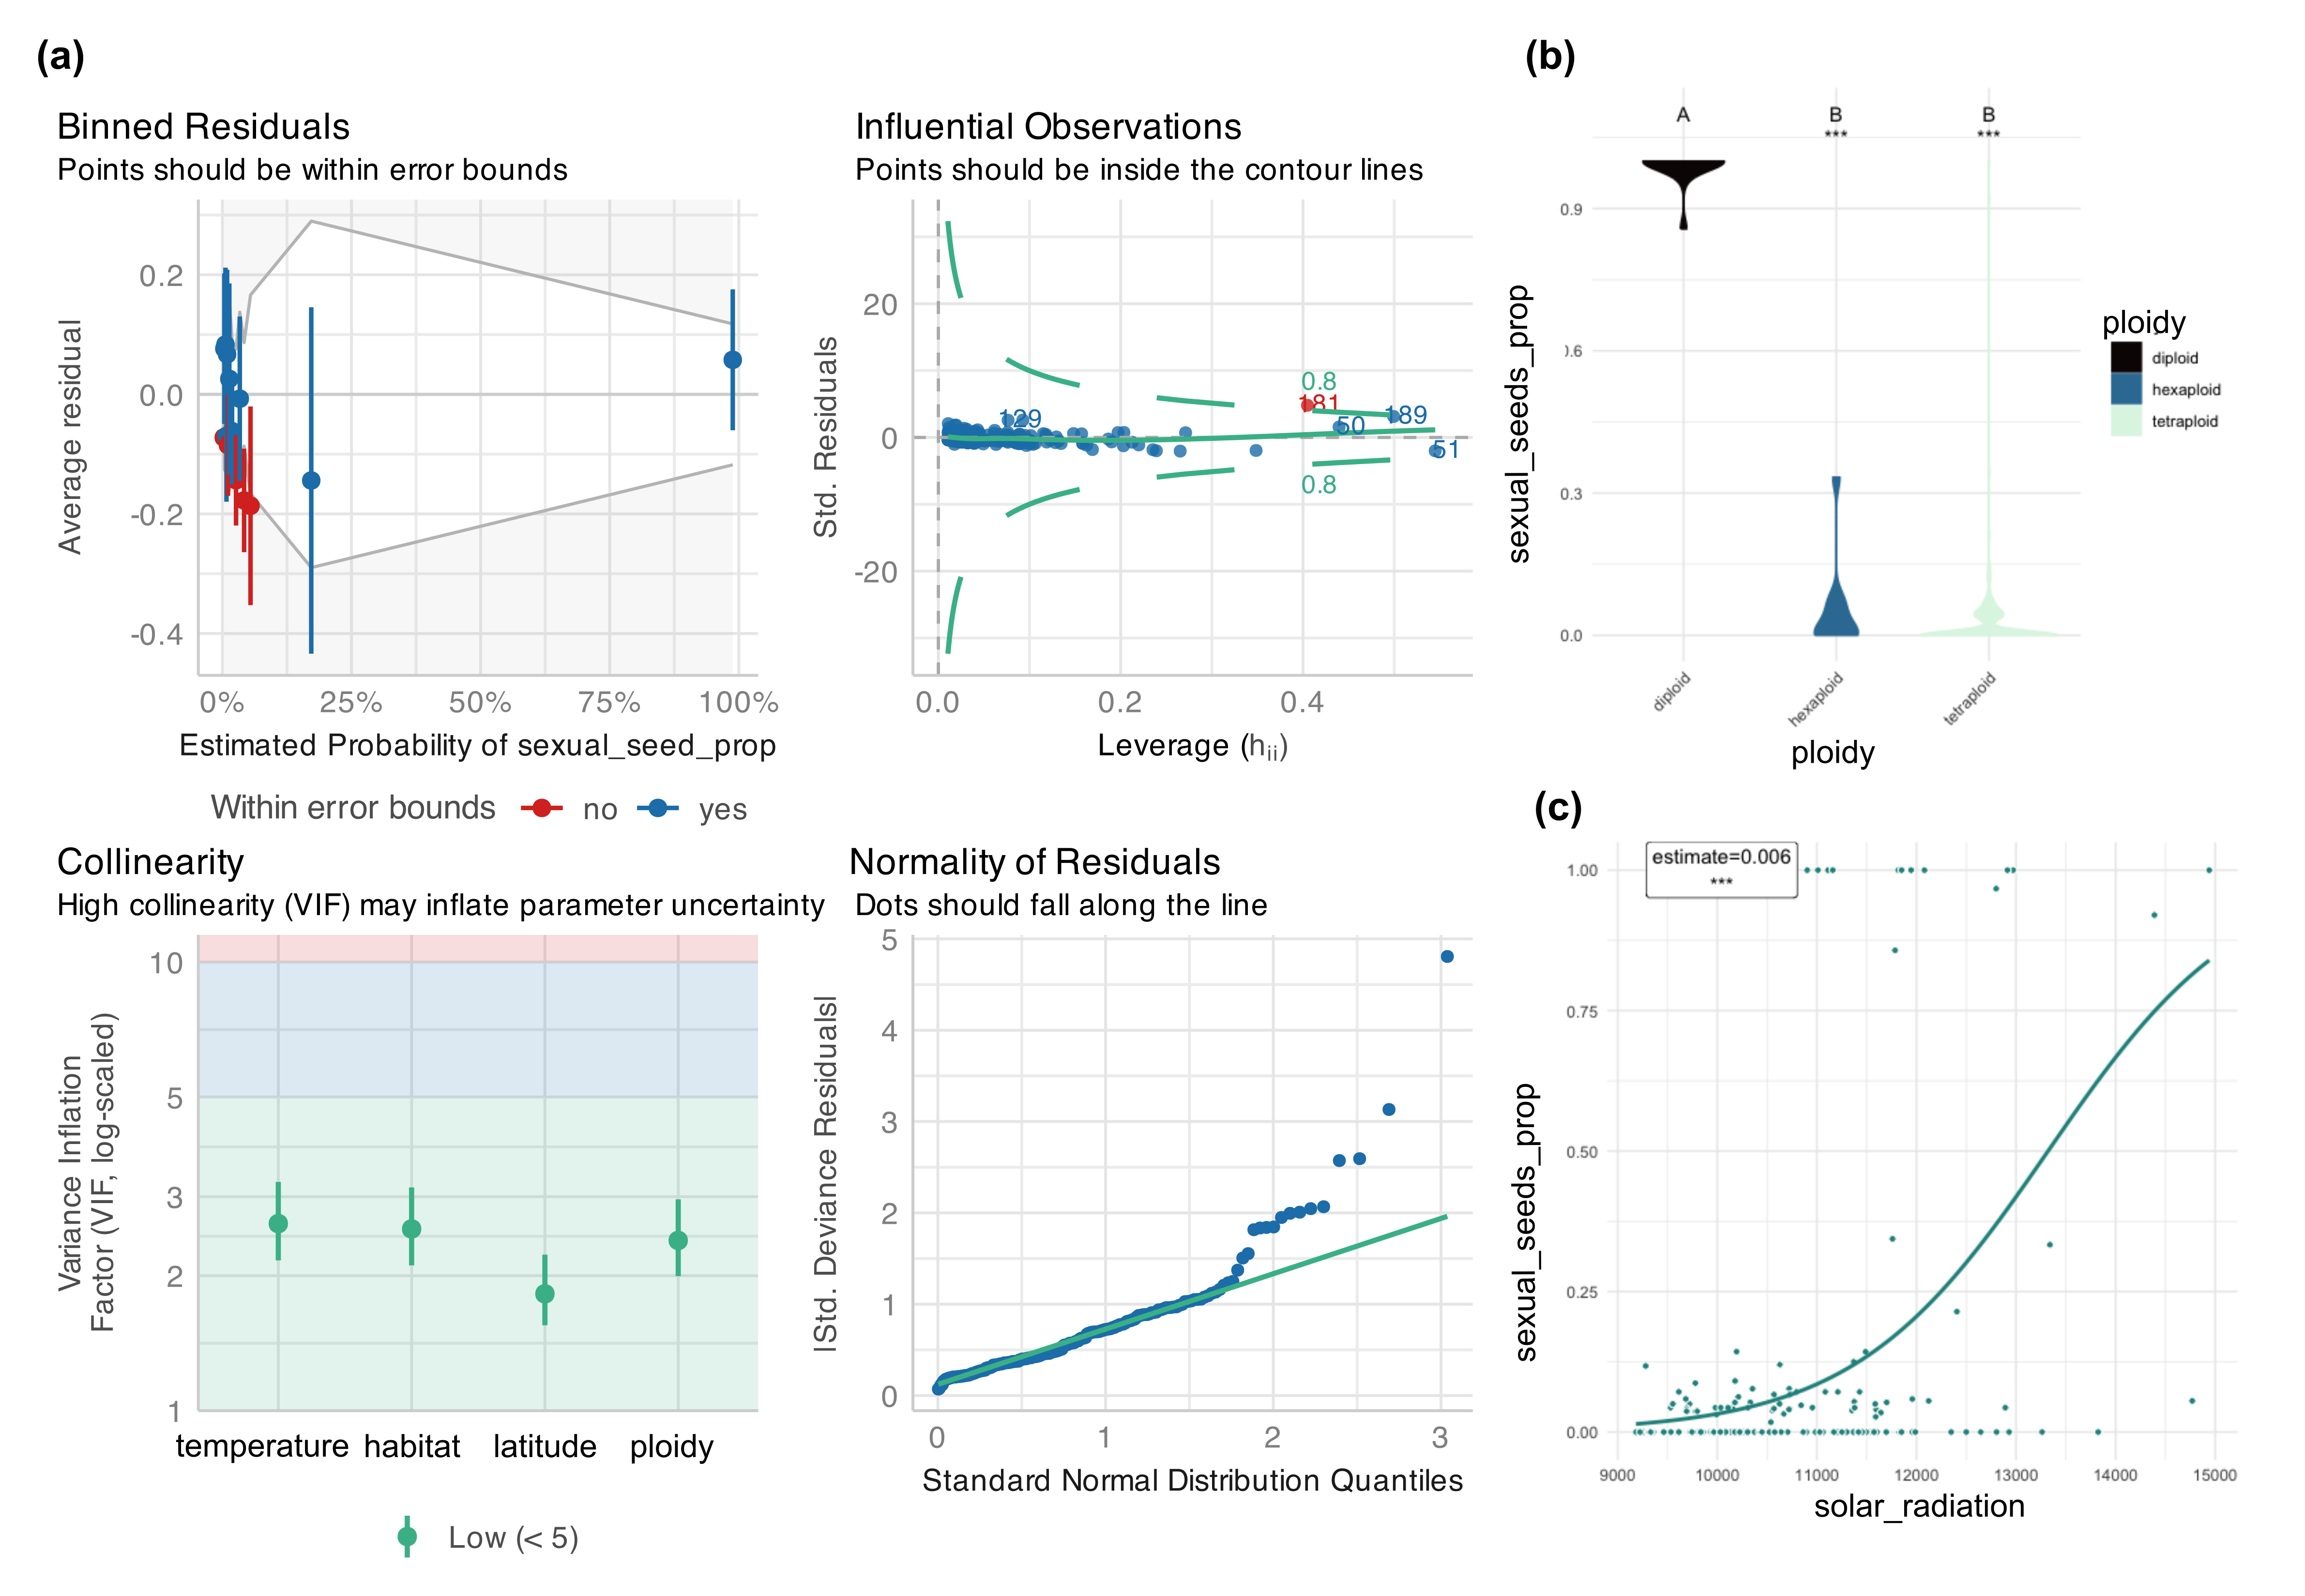 (a)
Binned Residuals
Points should be within error bounds
Average residual
0.2
0.0
-0.2
-0.4
0% 25% 50% 75% 100%
Estimated Probability of sexual_seed_prop
Within error bounds no yes
Influential Observations
Points should be inside the contour lines
Std. Residuals
20
0
-20
0.8
181
129
189
50
51
0.8
0.0 0.2 0.4
Leverage (hii)
(b)
A B B
*** ***
sexual_seeds_prop
0.9
0.3
0.0
diploid hexaploid tetraploid
ploidy
ploidy
diploid
hexaploid
tetraploid
Collinearity
High collinearity (VIF) may inflate parameter uncertainty
Variance Inflation
Factor (VIF, log-scaled)
10
5
3
2
1
temperature habitat latitude ploidy
Low (< 5)
Normality of Residuals
Dots should fall along the line
|Std. Deviance Residuals|
5
4
3
2
1
0
0 1 2 3
Standard Normal Distribution Quantiles
(c)
estimate=0.006
***
sexual_seeds_prop
1.00
0.75
0.50
0.25
0.00
9000 10000 11000 12000 13000 14000 15000
solar_radiation